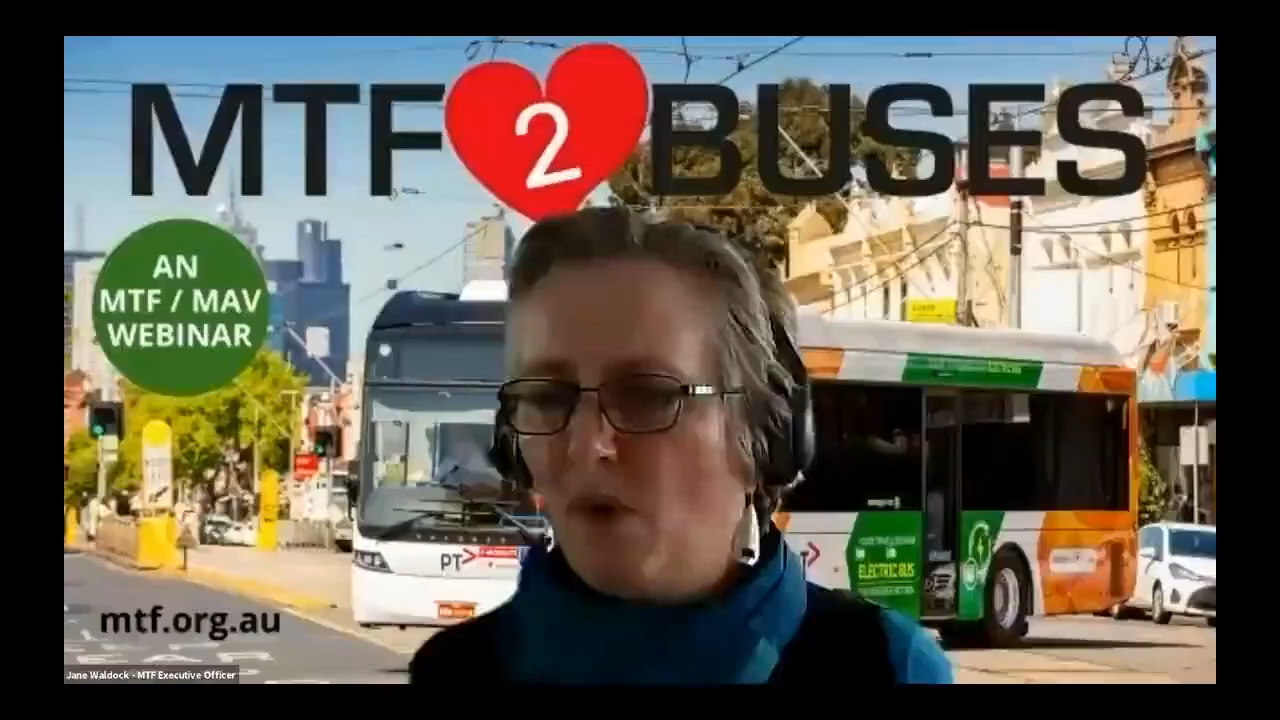 MTF 2 BUSES
AN
MTF / MAV
WEBINAR
PT>
ELECTRIC BUS
mtf.org.au
Jane Waldock - MTF Executive Officer